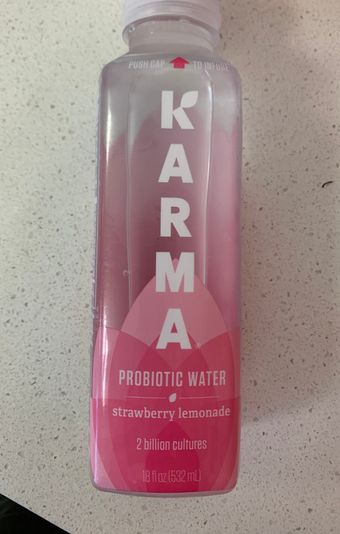 PUSH CAP TO INFUSE
KARMA
PROBIOTIC WATER
strawberry lemonade
2 billion cultures
18 fl oz (532 mL)